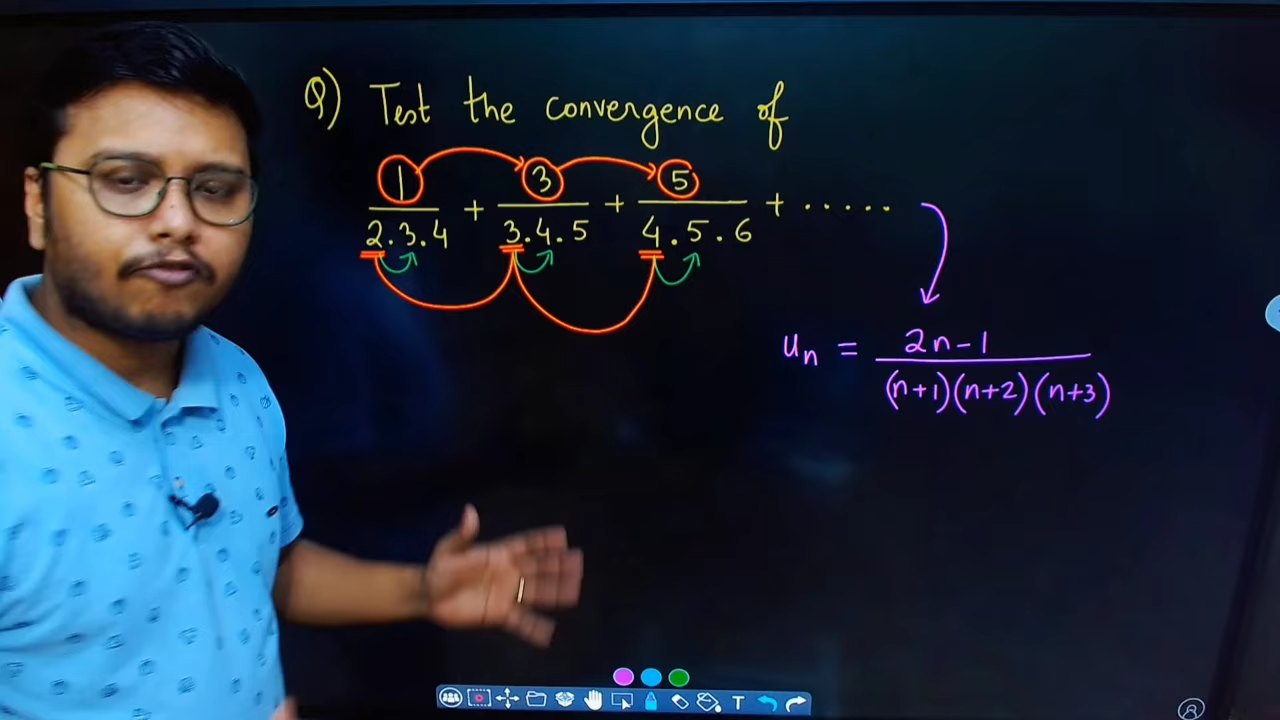 Q) Test the convergence of
1/2.3.4 + 3/3.4.5 + 5/4.5.6 + .....
uₙ = 2n-1/(n+1)(n+2)(n+3)
T